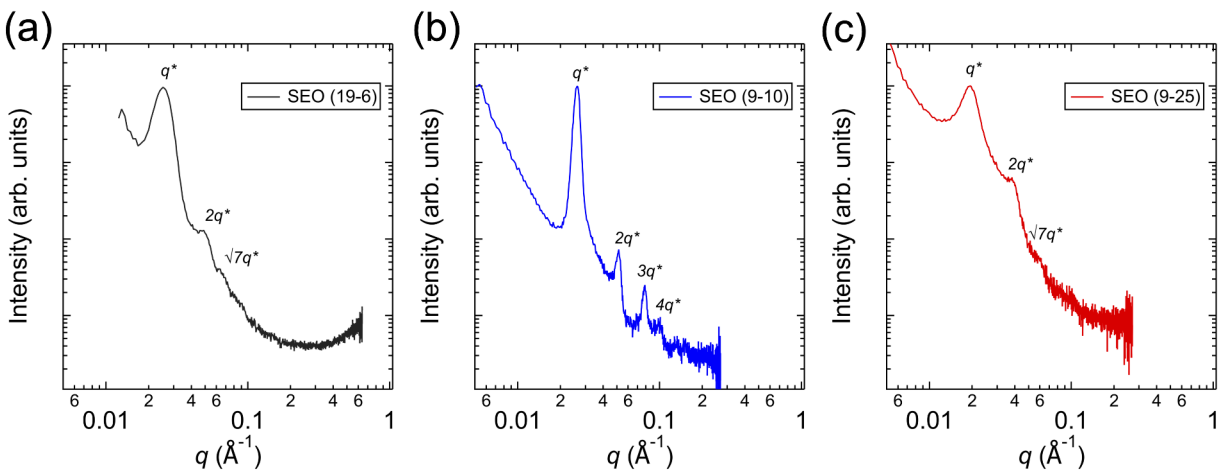 (a)
Intensity (arb. units)
q*
SEO (19-6)
2q*
√7q*
6 2 4 6 2 4 6
0.01 0.1 1
q (Å⁻¹)
(b)
Intensity (arb. units)
q*
SEO (9-10)
2q*
3q*
4q*
6 2 4 6 2 4 6
0.01 0.1 1
q (Å⁻¹)
(c)
Intensity (arb. units)
q*
SEO (9-25)
2q*
√7q*
6 2 4 6 2 4 6
0.01 0.1 1
q (Å⁻¹)